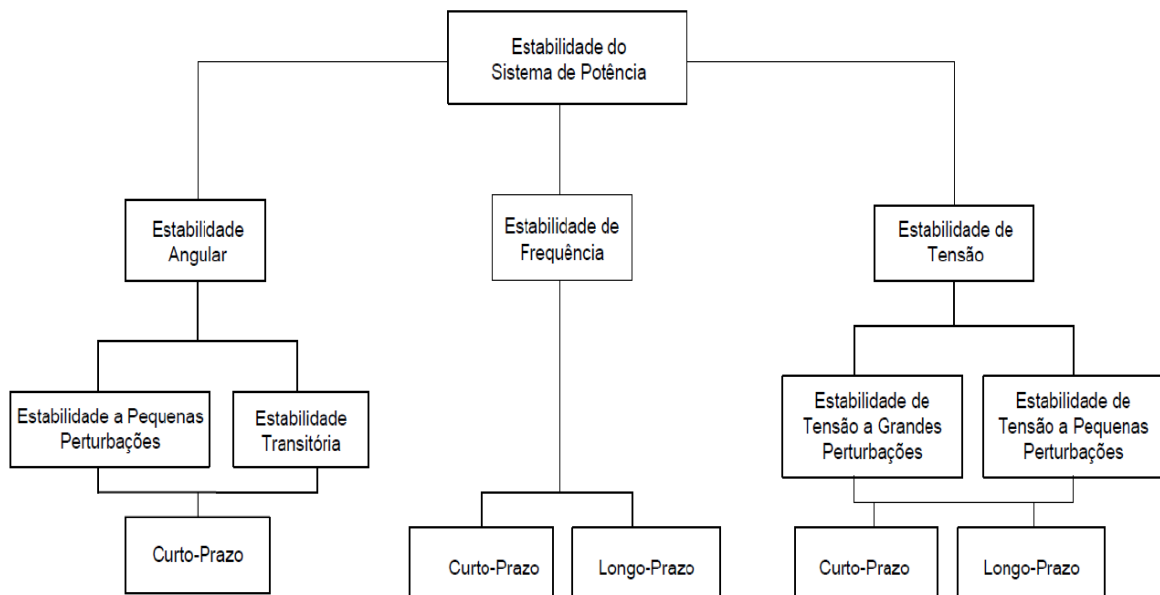 Estabilidade do
Sistema de Potência
Estabilidade
Angular
Estabilidade de
Frequência
Estabilidade de
Tensão
Estabilidade a Pequenas
Perturbações
Estabilidade
Transitória
Estabilidade de
Tensão a Grandes
Perturbações
Estabilidade de
Tensão a Pequenas
Perturbações
Curto-Prazo
Curto-Prazo
Longo-Prazo
Curto-Prazo
Longo-Prazo